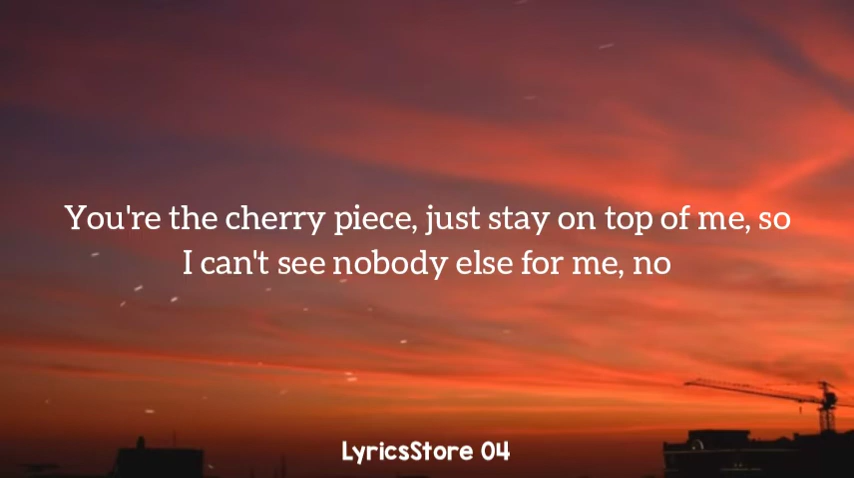 You're the cherry piece, just stay on top of me, so
I can't see nobody else for me, no
LyricsStore 04